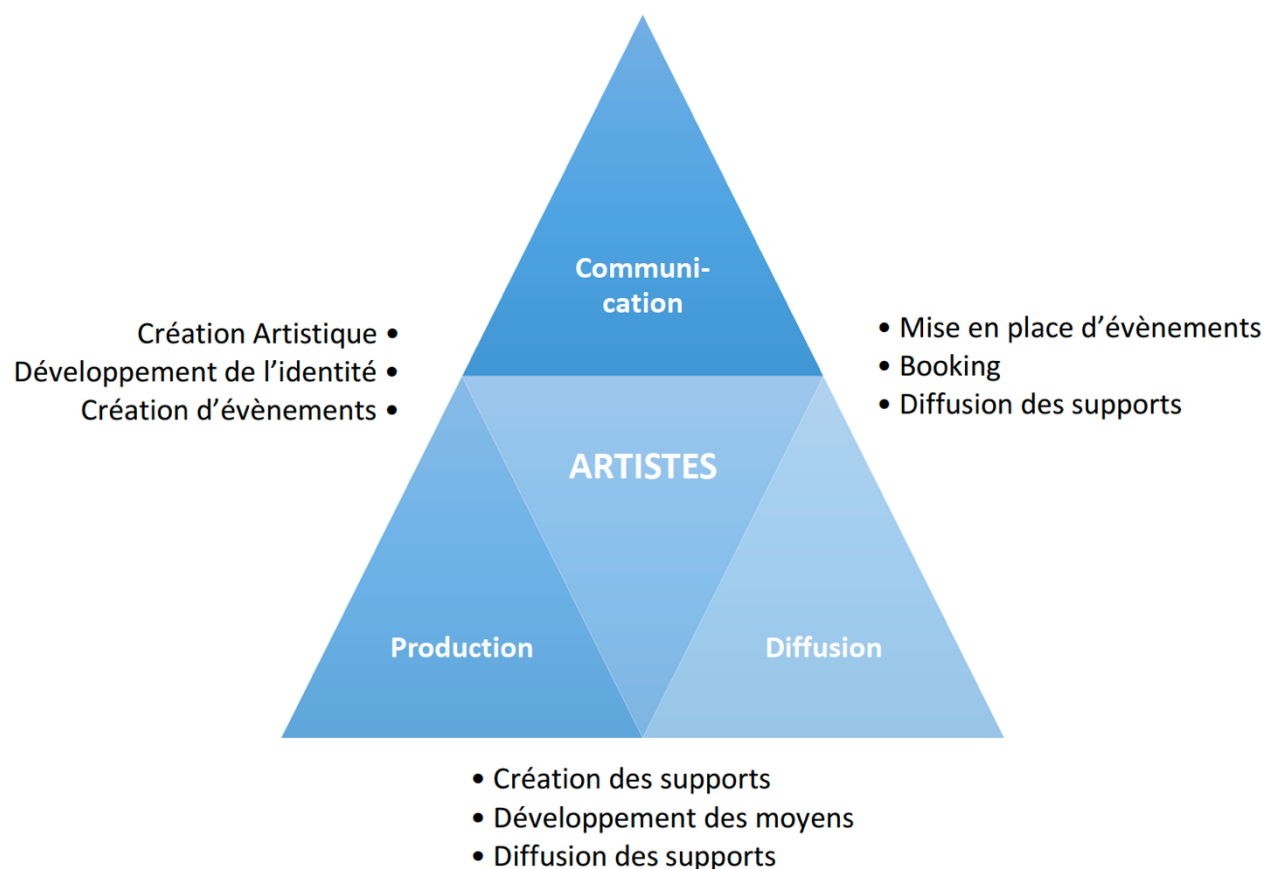 Communi-
cation
Création Artistique •
Développement de l’identité •
Création d’évènements •
• Mise en place d’évènements
• Booking
• Diffusion des supports
ARTISTES
Production
Diffusion
• Création des supports
• Développement des moyens
• Diffusion des supports